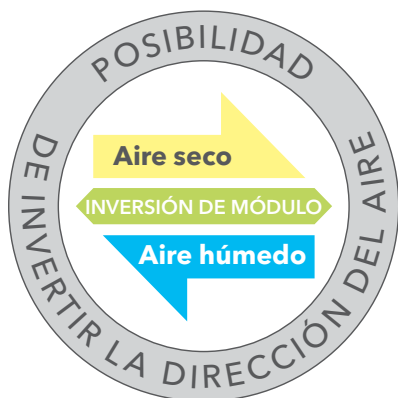 POSIBILIDAD
DE INVERTIR LA DIRECCIÓN DEL AIRE
Aire seco
INVERSIÓN DE MÓDULO
Aire húmedo